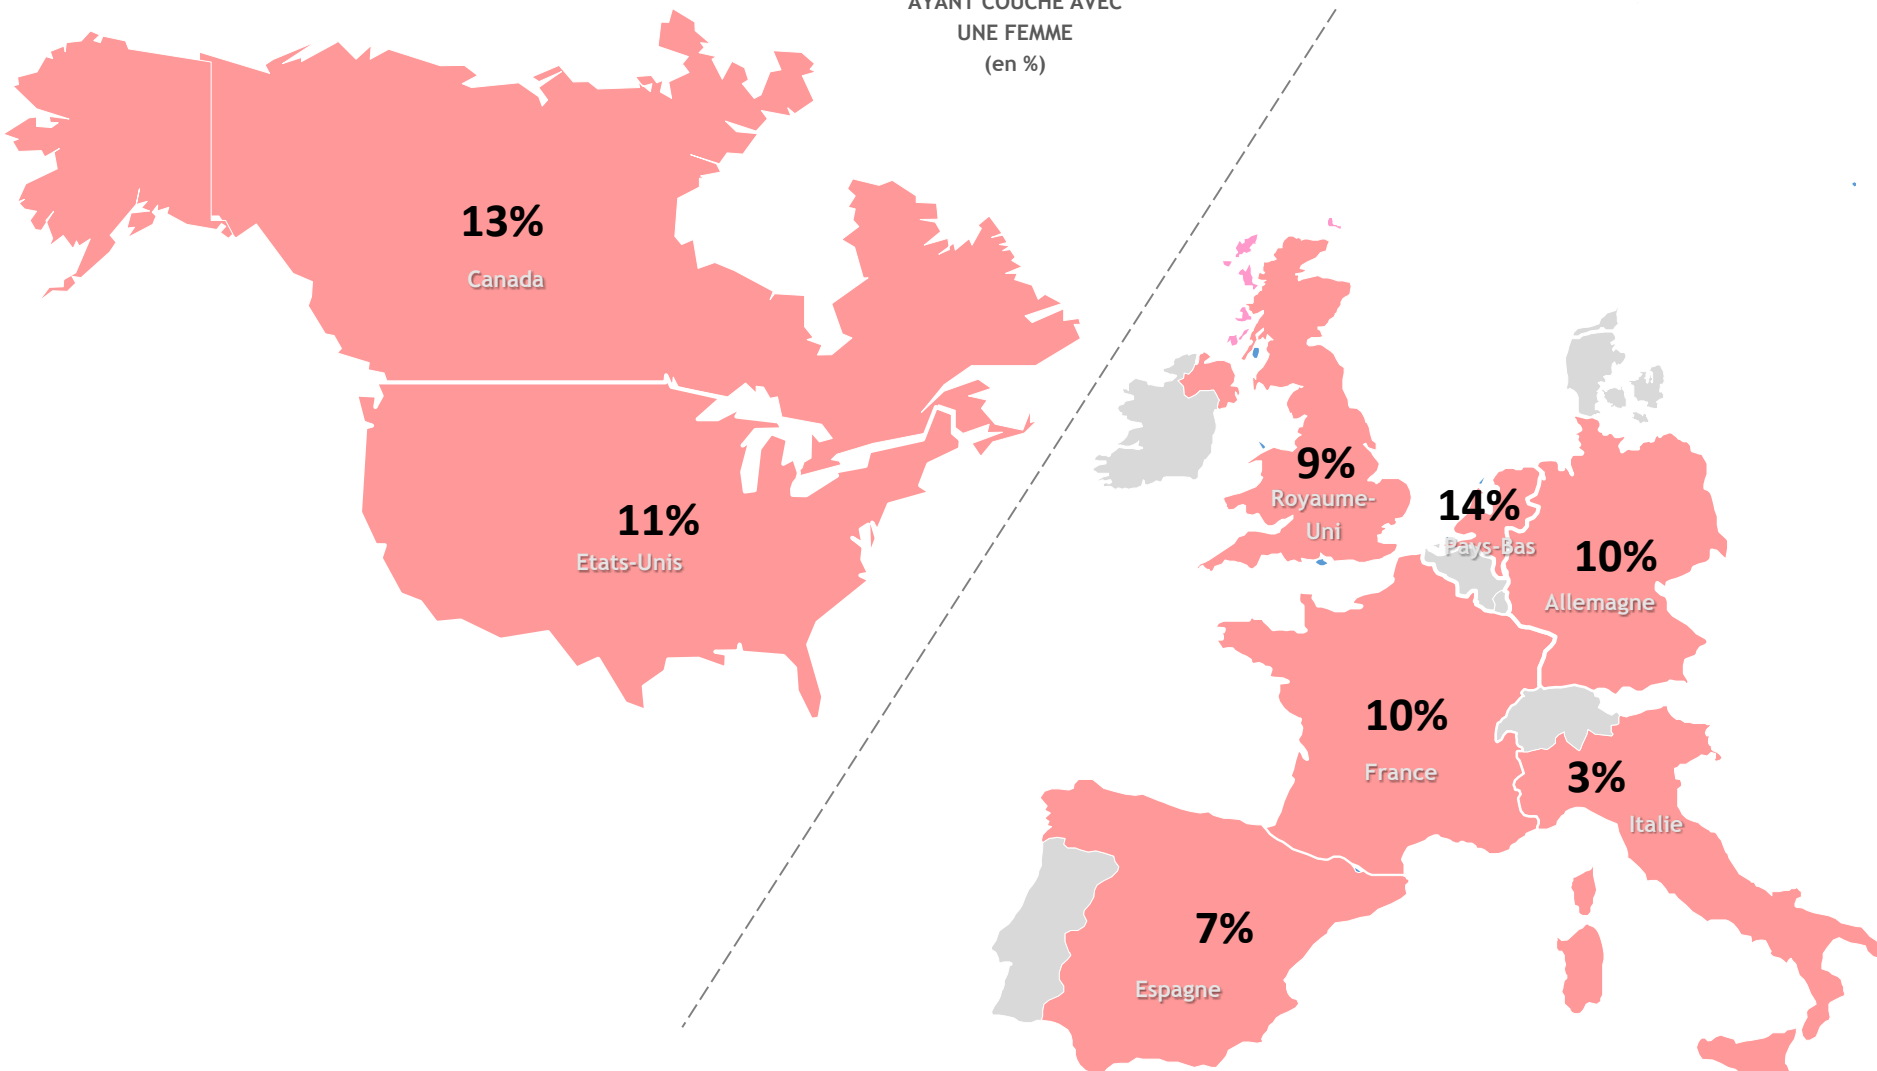 AYANT COUCHÉ AVEC
UNE FEMME
(en %)
13%
Canada
11%
Etats-Unis
9%
Royaume-
Uni
14%
Pays-Bas
10%
Allemagne
10%
France
3%
Italie
7%
Espagne